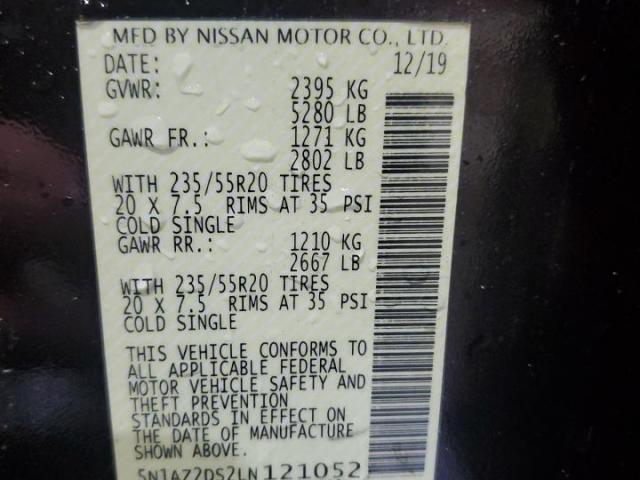 MFD BY NISSAN MOTOR CO., LTD.
DATE: 12/19
GVWR: 2395 KG
5280 LB
GAWR FR.: 1271 KG
2802 LB
WITH 235/55R20 TIRES
20 X 7.5 RIMS AT 35 PSI
COLD SINGLE
GAWR RR.: 1210 KG
2667 LB
WITH 235/55R20 TIRES
20 X 7.5 RIMS AT 35 PSI
COLD SINGLE
THIS VEHICLE CONFORMS TO
ALL APPLICABLE FEDERAL
MOTOR VEHICLE SAFETY AND
THEFT PREVENTION
STANDARDS IN EFFECT ON
THE DATE OF MANUFACTURE
SHOWN ABOVE.
5N1AZ2DS2LN121052